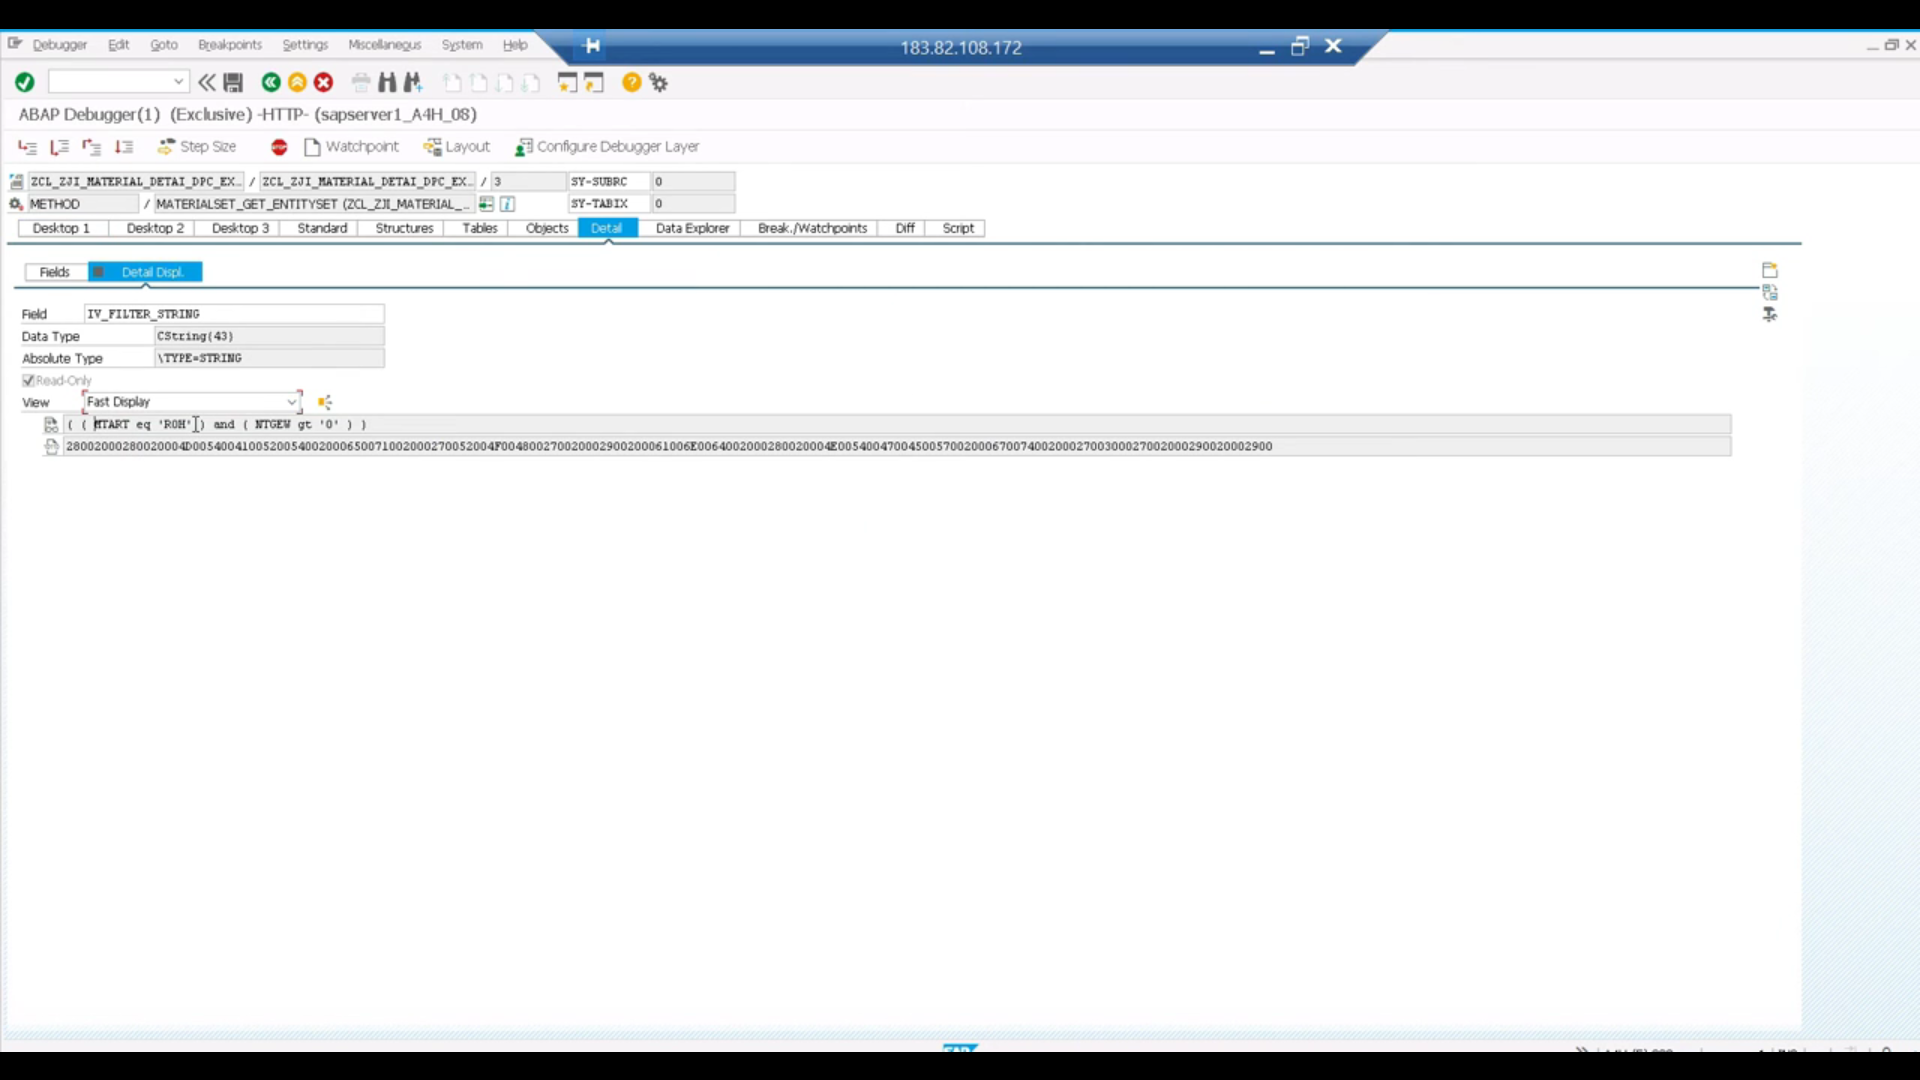 Debugger Edit Goto Breakpoints Settings Miscellaneous System Help
183.82.108.172
ABAP Debugger(1) (Exclusive) -HTTP- (sapserver1_A4H_08)
Step Size Watchpoint Layout Configure Debugger Layer
ZCL_ZJI_MATERIAL_DETAI_DPC_EX… / ZCL_ZJI_MATERIAL_DETAI_DPC_EX… / 3 SY-SUBRC 0
METHOD / MATERIALSET_GET_ENTITYSET (ZCL_ZJI_MATERIAL_… SY-TABIX 0
Desktop 1 Desktop 2 Desktop 3 Standard Structures Tables Objects Detail Data Explorer Break./Watchpoints Diff Script
Fields Detail Displ.
Field IV_FILTER_STRING
Data Type CString(43)
Absolute Type \TYPE=STRING
Read-Only
View Fast Display
( ( MTART eq 'ROH' ) and ( NTGEW gt '0' ) )
28002000280020004D0054004100520054002000650071002000270052004F004800270020002900200061006E0064002000280020004E00540047004500570020006700740020002700300027002000290020002900
SAP